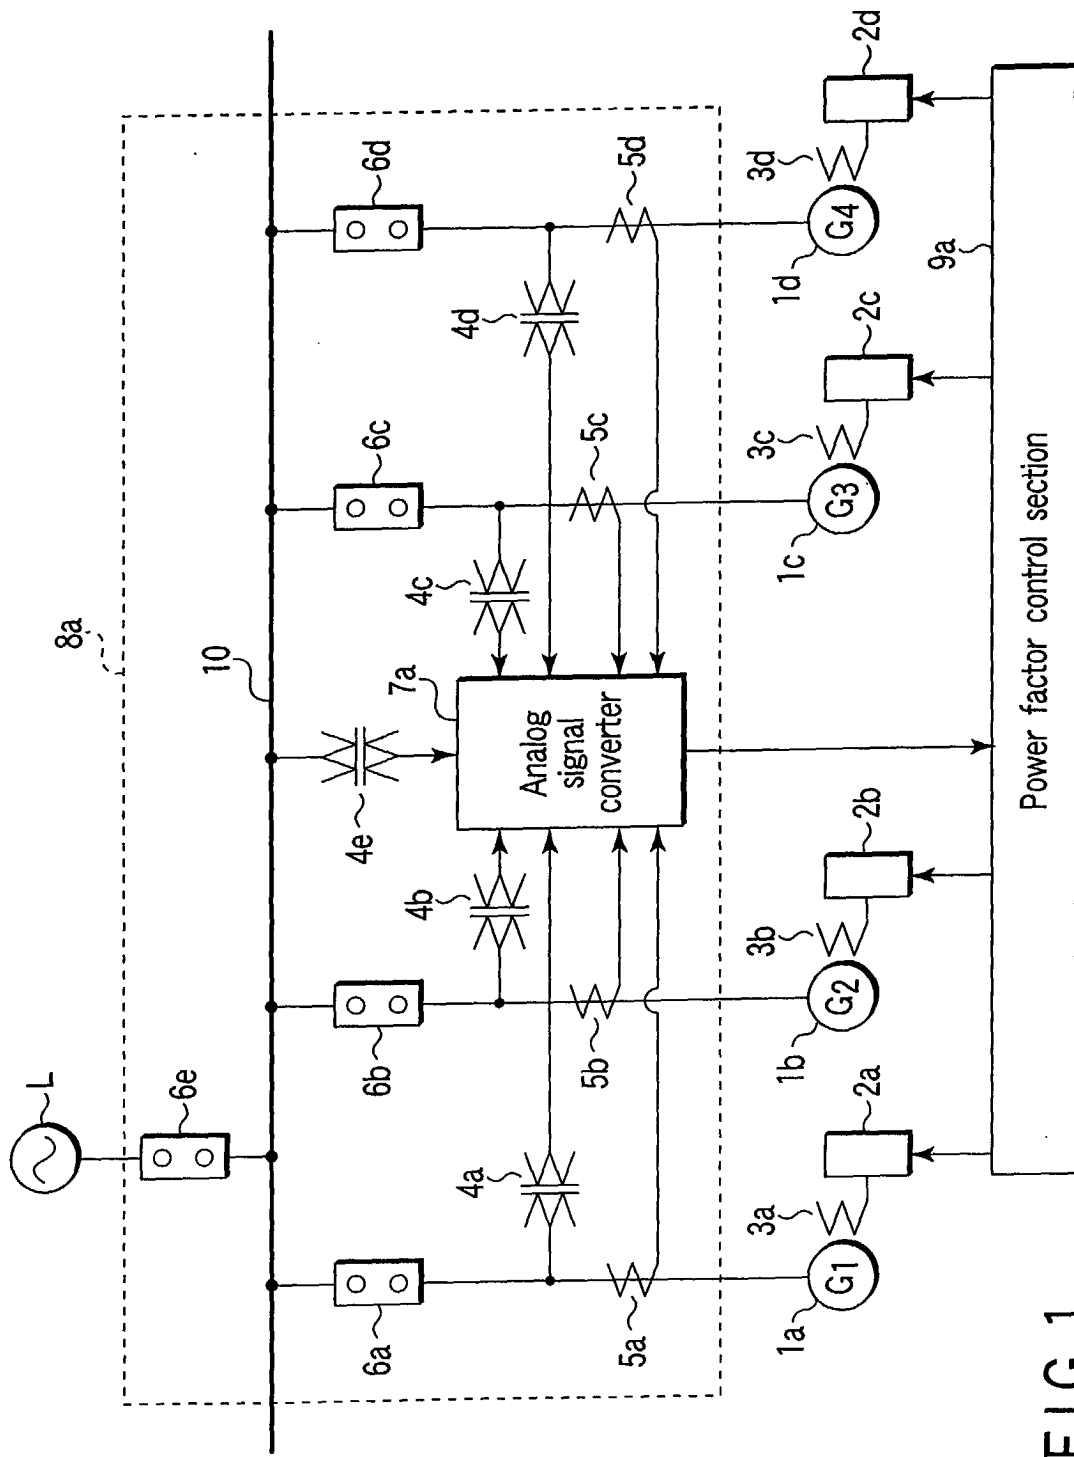 L
6e
8a
10
6a
6b
6c
6d
4e
7a
4a
4b
4c
4d
Analog
signal
converter
5a
5b
5c
5d
1a
G1
3a
2a
1b
G2
3b
2b
1c
G3
3c
2c
1d
G4
3d
2d
9a
Power factor control section
FIG. 1